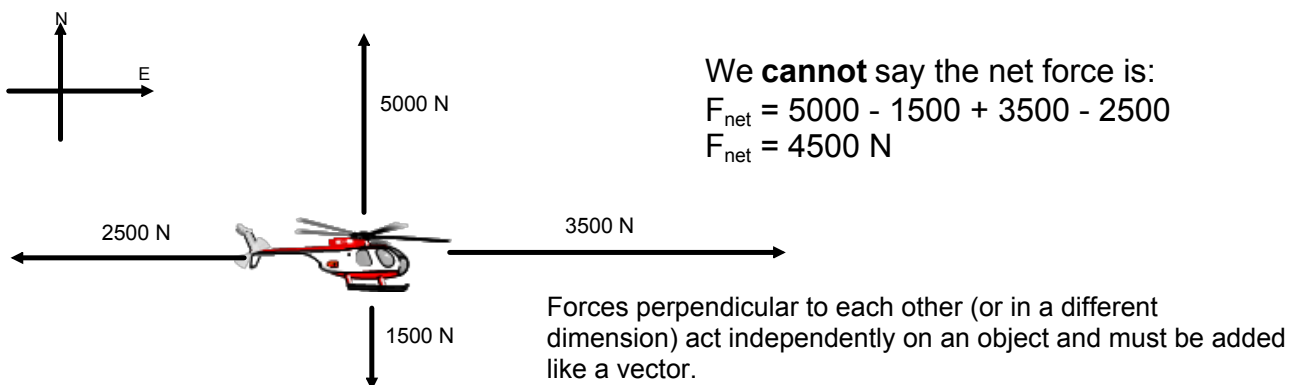 N
E
5000 N
2500 N
3500 N
1500 N
We cannot say the net force is:
Fnet = 5000 - 1500 + 3500 - 2500
Fnet = 4500 N
Forces perpendicular to each other (or in a different
dimension) act independently on an object and must be added
like a vector.